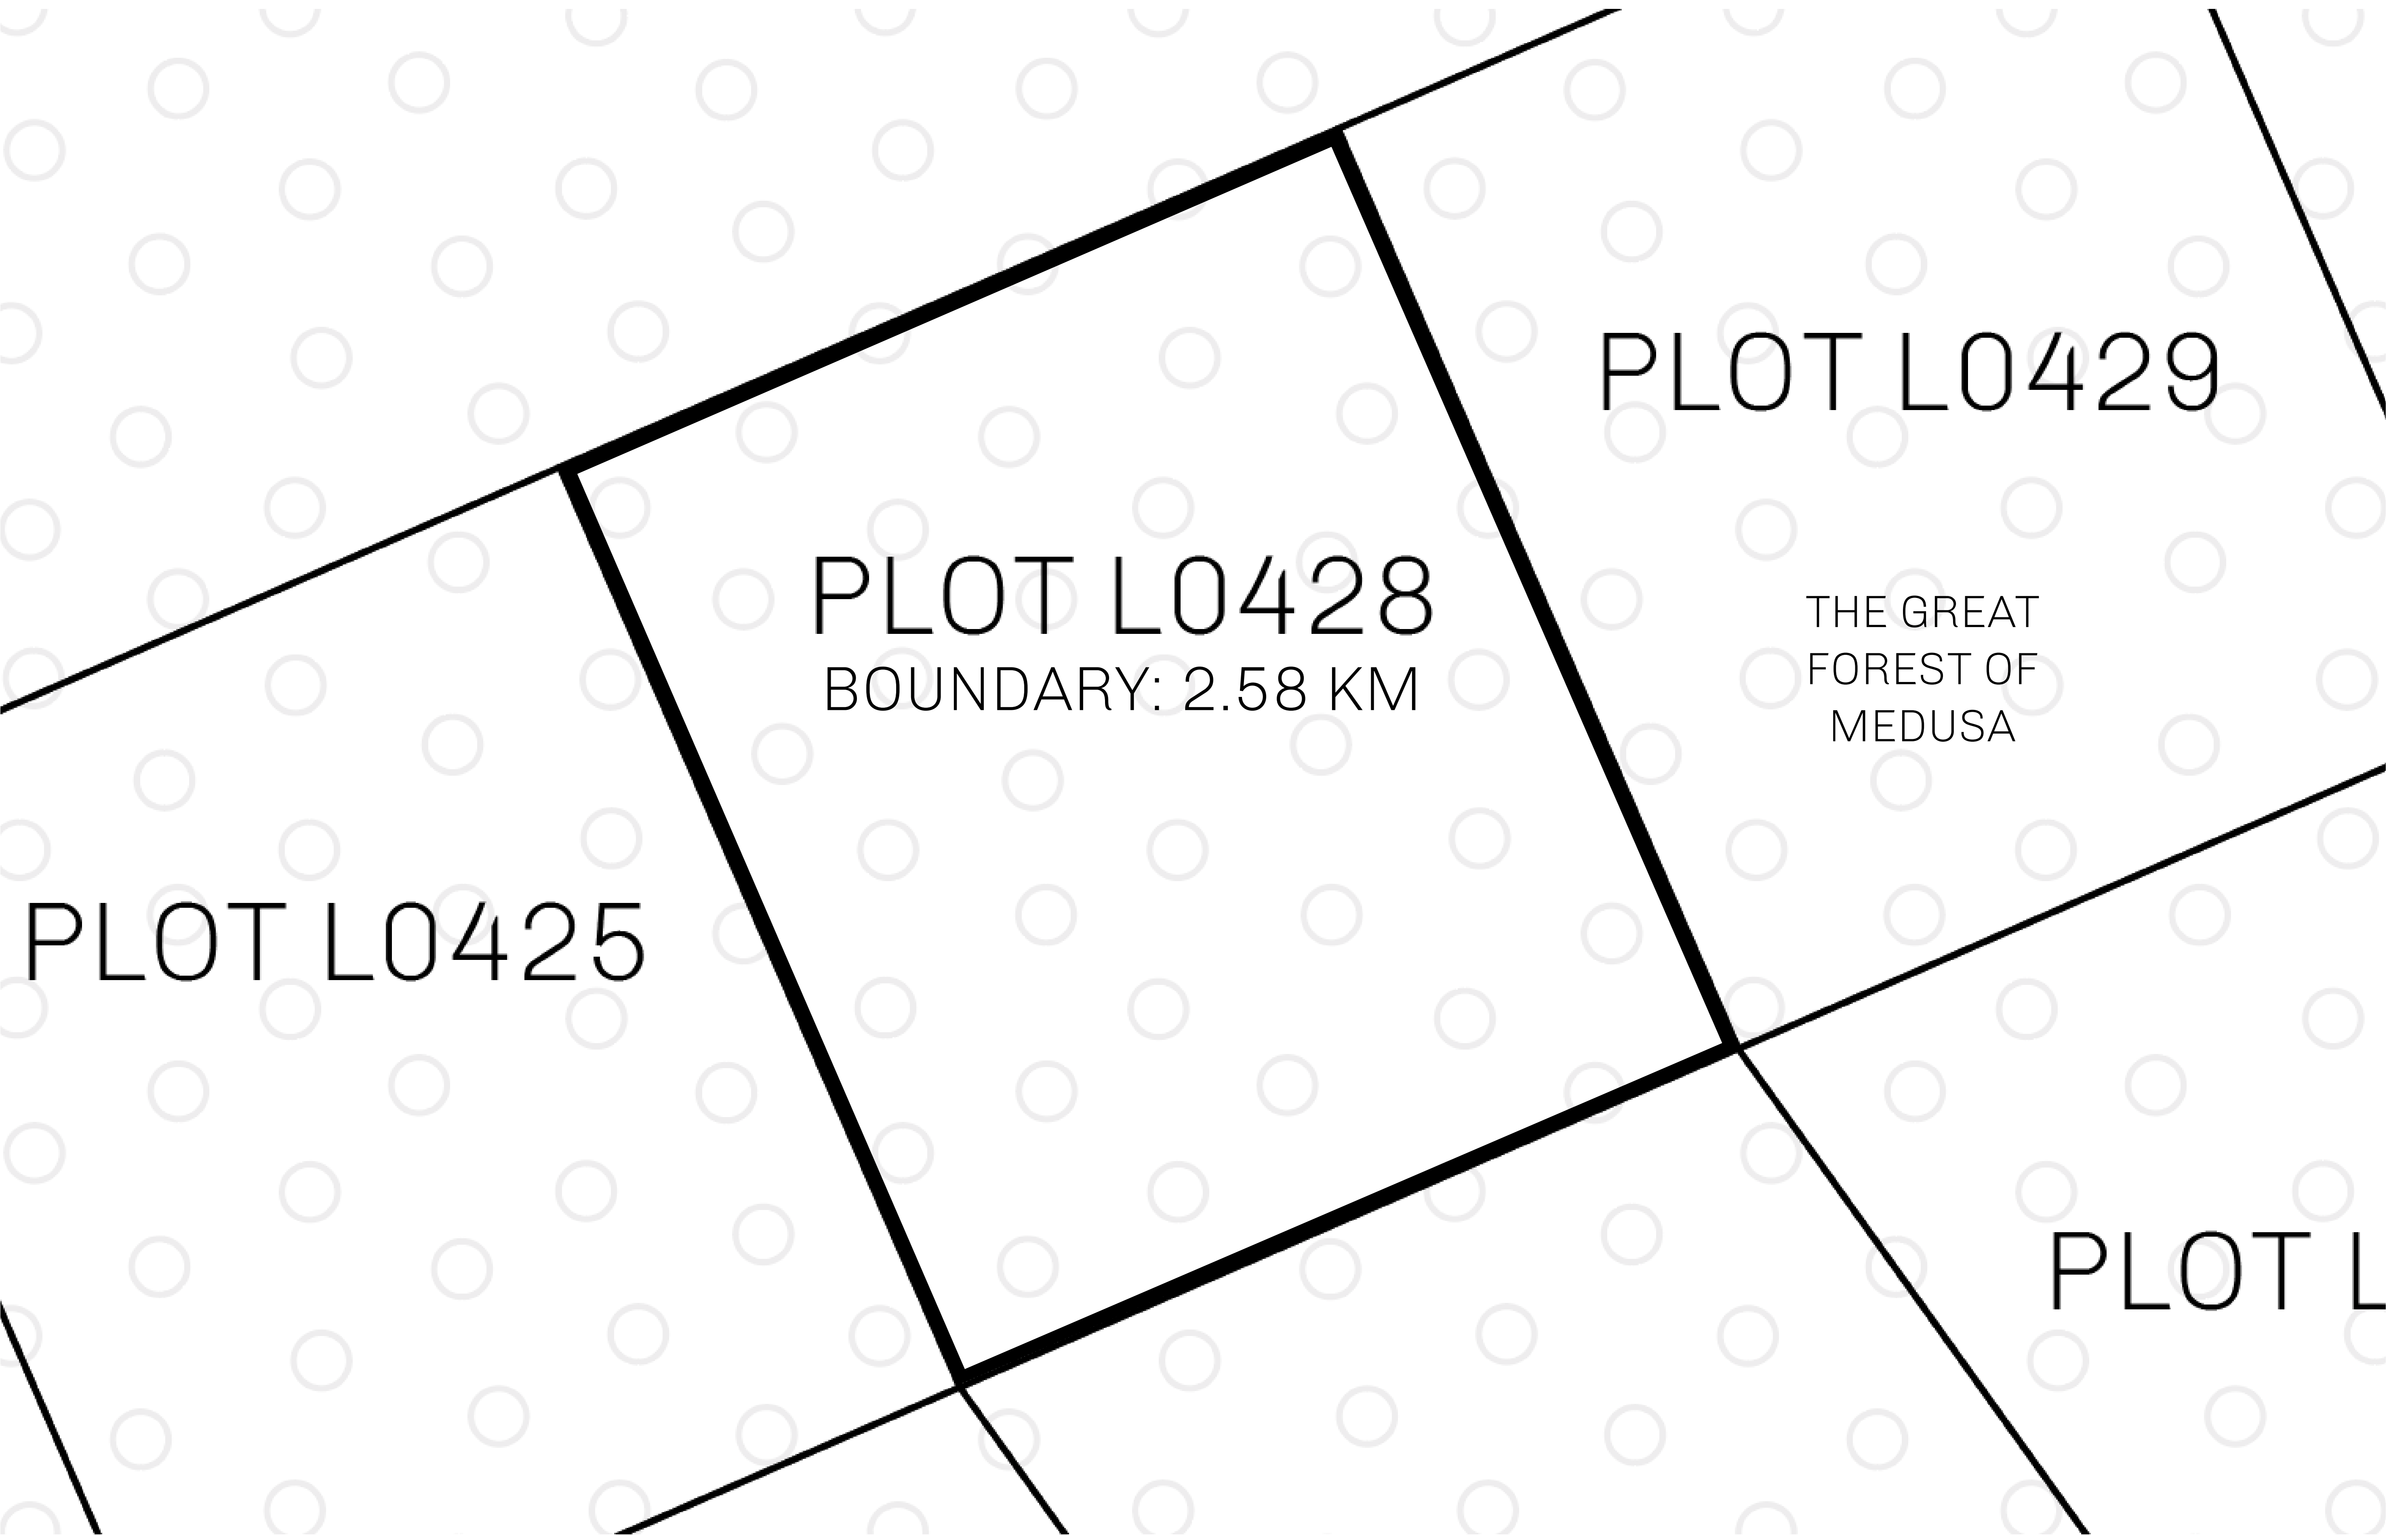 PLOT L0429
PLOT L0428
BOUNDARY: 2.58 KM
THE GREAT
FOREST OF
MEDUSA
PLOT L0425
PLOT L